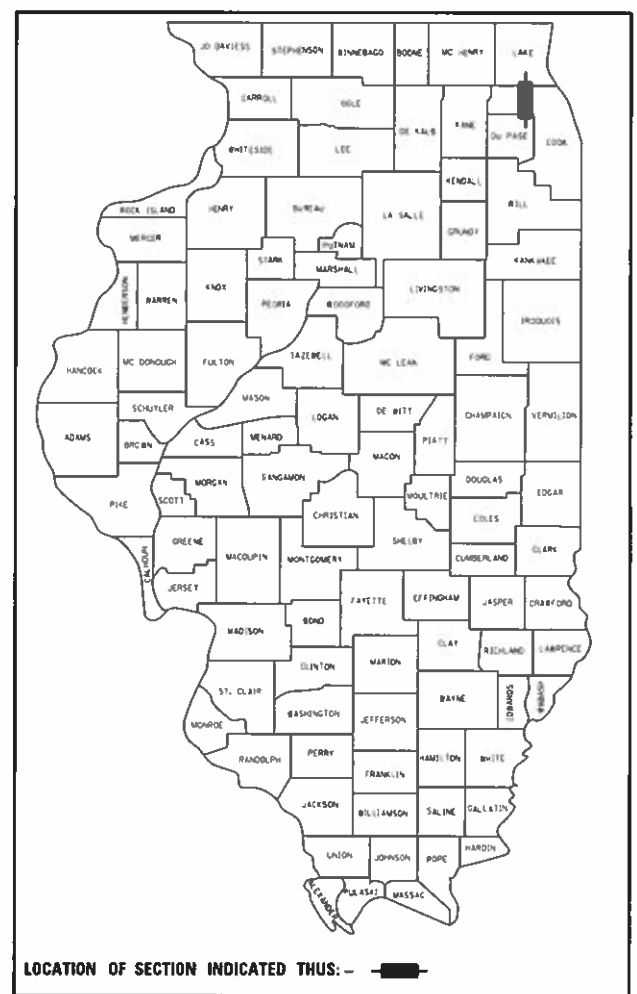 JO DAVIESS STEPHENSON WINNEBAGO BOONE MC HENRY LAKE
CARROLL OGLE DE KALB KANE DU PAGE COOK
WHITESIDE LEE
KENDALL
ROCK ISLAND HENRY BUREAU LA SALLE GRUNDY WILL
MERCER PUTNAM
STARK MARSHALL KANKAKEE
HENDERSON WARREN KNOX PEORIA WOODFORD LIVINGSTON IROQUOIS
HANCOCK MC DONOUGH FULTON TAZEWELL MC LEAN FORD
MASON
SCHUYLER LOGAN DE WITT CHAMPAIGN VERMILION
ADAMS BROWN CASS MENARD PIATT
MACON
PIKE SCOTT MORGAN SANGAMON MOULTRIE DOUGLAS EDGAR
CHRISTIAN COLES
CALHOUN GREENE MACOUPIN MONTGOMERY SHELBY CUMBERLAND CLARK
JERSEY
FAYETTE EFFINGHAM JASPER CRAWFORD
MADISON BOND
CLAY RICHLAND LAWRENCE
CLINTON MARION
ST. CLAIR WAYNE EDWARDS WABASH
MONROE WASHINGTON JEFFERSON
RANDOLPH PERRY HAMILTON WHITE
FRANKLIN
JACKSON WILLIAMSON SALINE GALLATIN
UNION JOHNSON POPE HARDIN
ALEXANDER PULASKI MASSAC
LOCATION OF SECTION INDICATED THUS: -